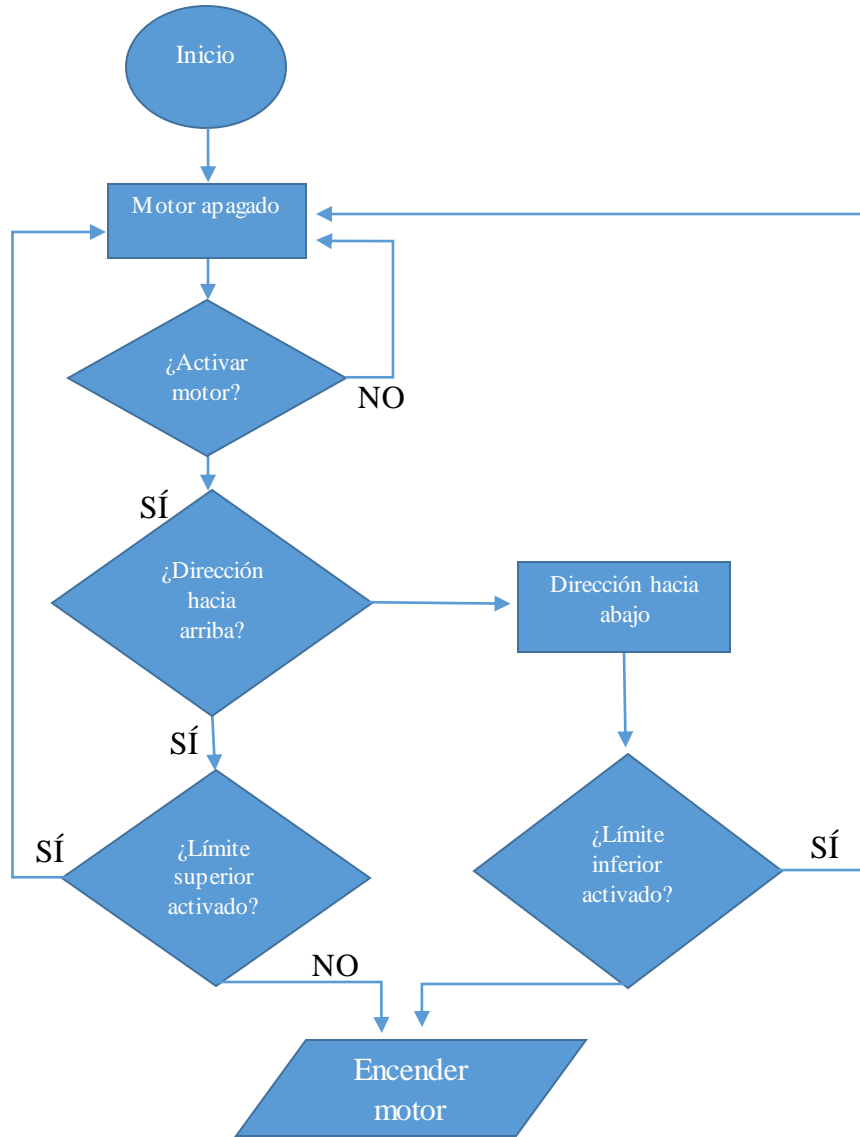 Inicio
Motor apagado
¿Activar
motor?
NO
SÍ
¿Dirección
hacia
arriba?
Dirección hacia
abajo
SÍ
¿Límite
superior
activado?
SÍ
¿Límite
inferior
activado?
SÍ
NO
Encender
motor